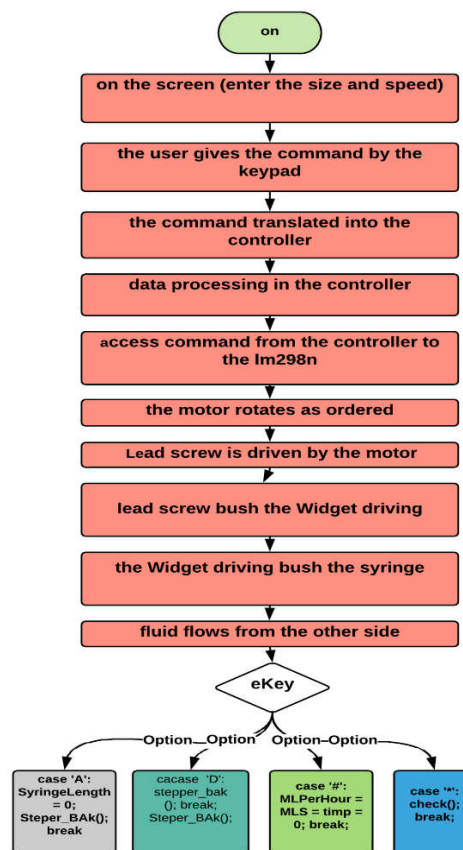 on
on the screen (enter the size and speed)
the user gives the command by the
keypad
the command translated into the
controller
data processing in the controller
access command from the controller to
the lm298n
the motor rotates as ordered
Lead screw is driven by the motor
lead screw bush the Widget driving
the Widget driving bush the syringe
fluid flows from the other side
eKey
Option Option Option Option
case 'A':
SyringeLength
= 0;
Steper_BAk();
break
cacase 'D':
stepper_bak
(); break;
Steper_BAk();
case '#':
MLPerHour =
MLS = timp =
0; break;
case '*':
check();
break;